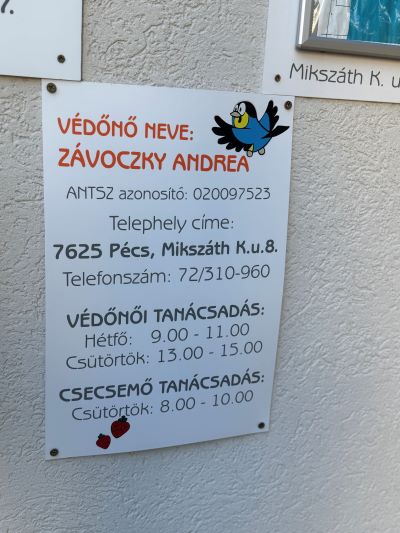 7.
Mikszáth K. u
VÉDŐNŐ NEVE:
ZÁVOCZKY ANDREA
ANTSZ azonosító: 020097523
Telephely címe:
7625 Pécs, Mikszáth K.u.8.
Telefonszám: 72/310-960
VÉDŐNŐI TANÁCSADÁS:
Hétfő: 9.00 - 11.00
Csütörtök: 13.00 - 15.00
CSECSEMŐ TANÁCSADÁS:
Csütörtök: 8.00 - 10.00